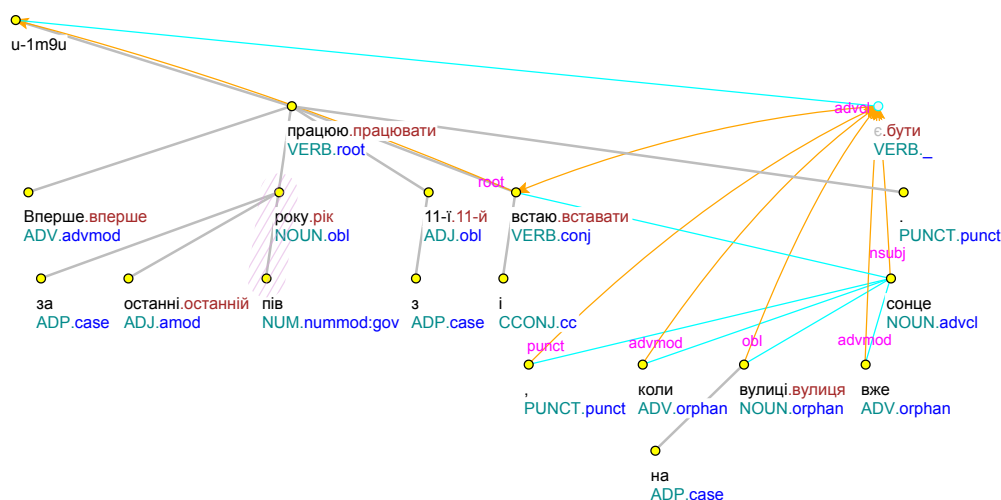 u-1m9u
advcl
працюю.працювати
VERB.root
є.бути
VERB._
root
Вперше.вперше
ADV.advmod
року.рік
NOUN.obl
11-ї.11-й
ADJ.obl
встаю.вставати
VERB.conj
.
PUNCT.punct
nsubj
за
ADP.case
останні.останній
ADJ.amod
пів
NUM.nummod:gov
з
ADP.case
і
CCONJ.cc
сонце
NOUN.advcl
punct
advmod
obl
advmod
,
PUNCT.punct
коли
ADV.orphan
вулиці.вулиця
NOUN.orphan
вже
ADV.orphan
на
ADP.case